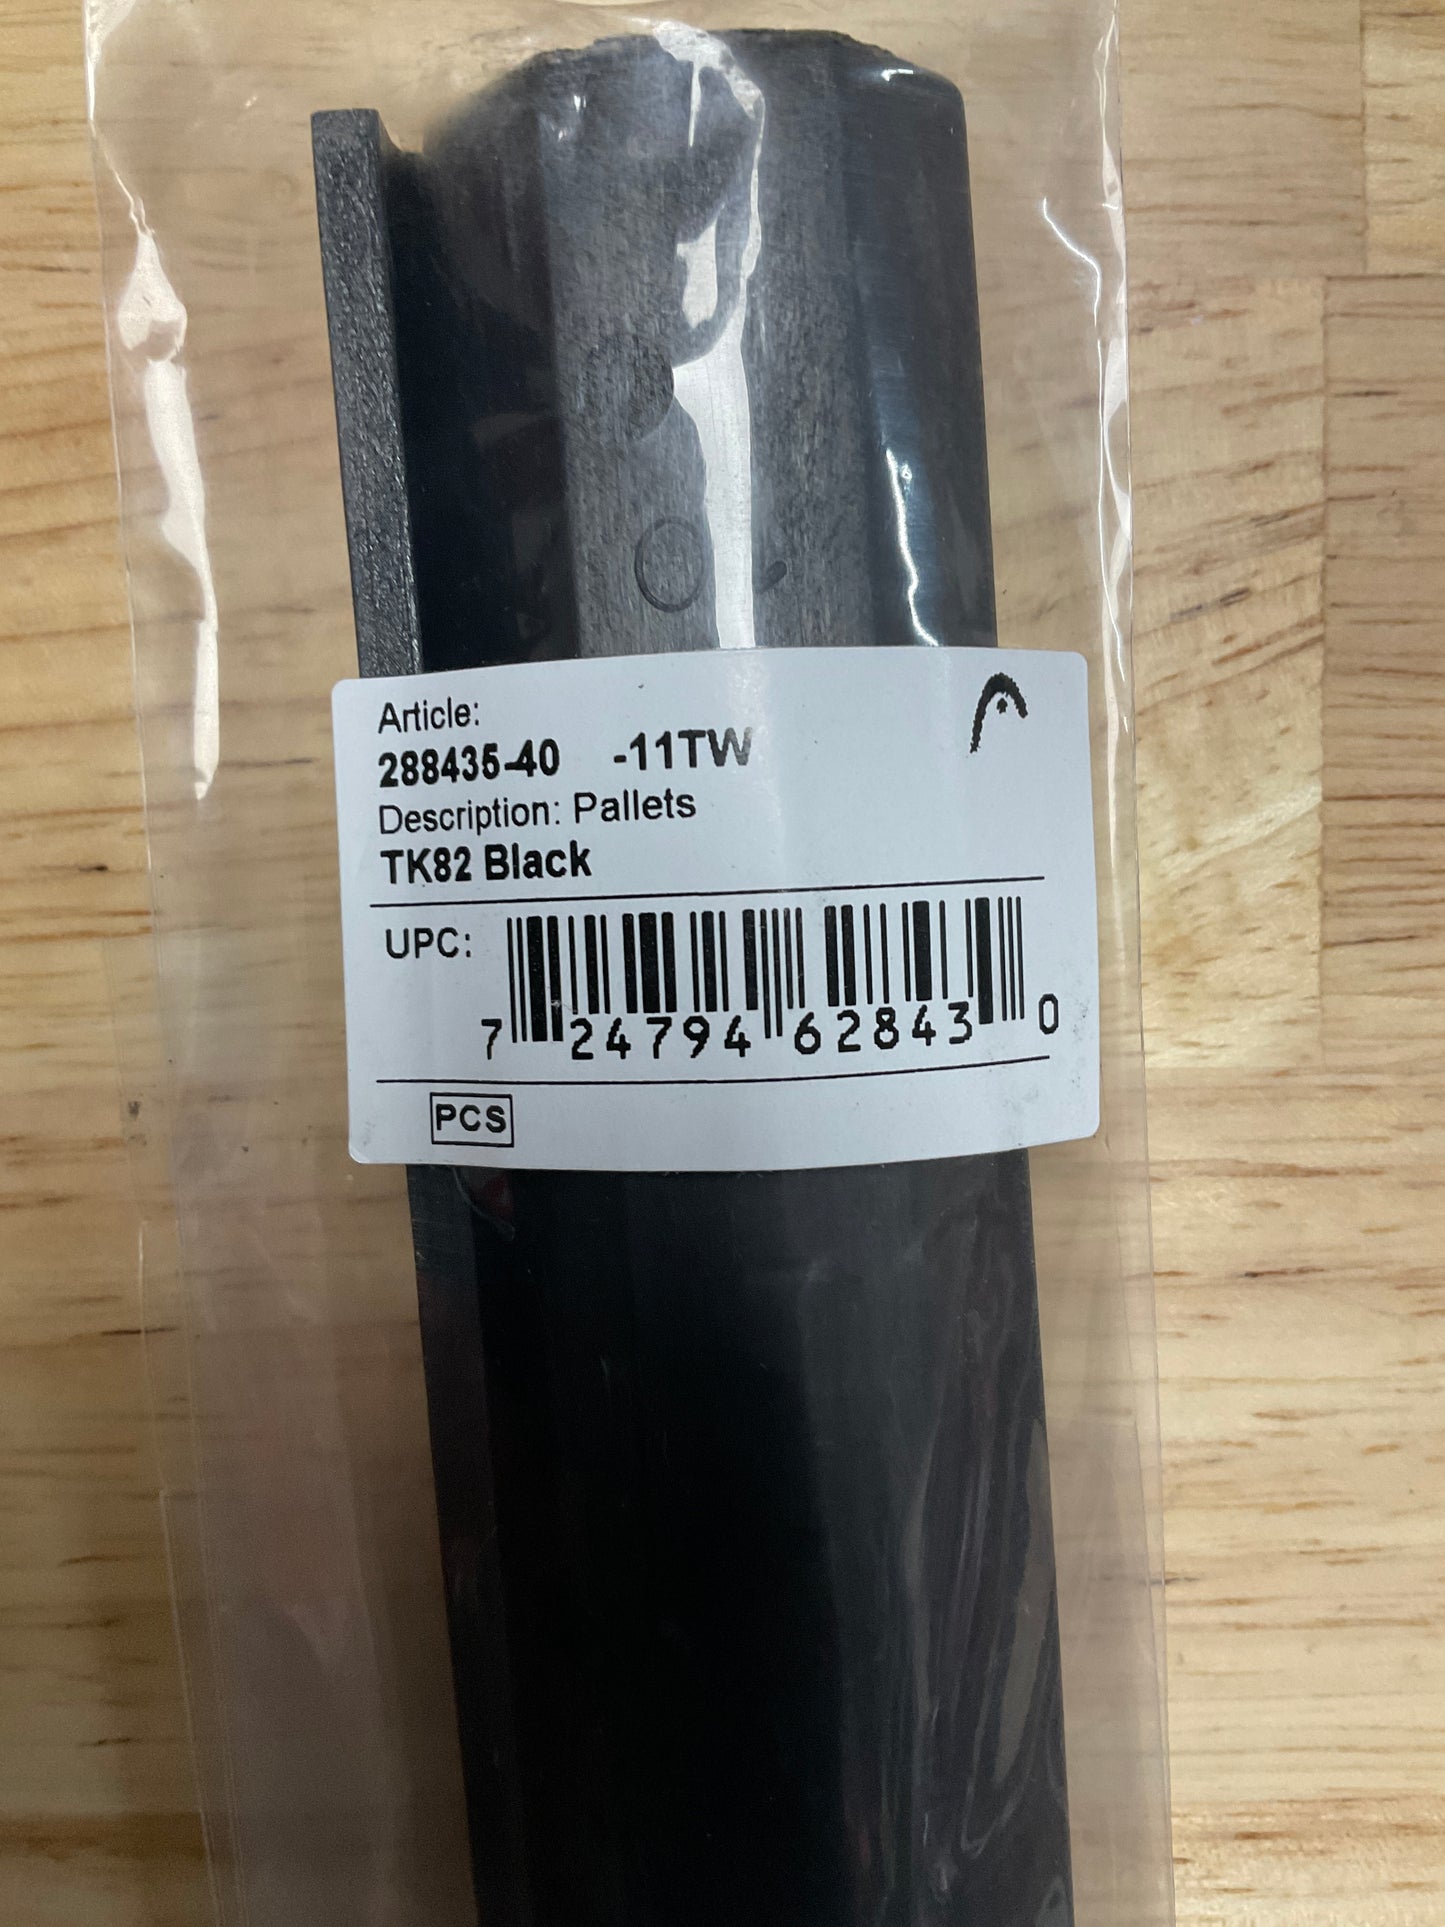 Article:
288435-40 -11TW
Description: Pallets
TK82 Black
UPC:
7 24794 62843 0
PCS